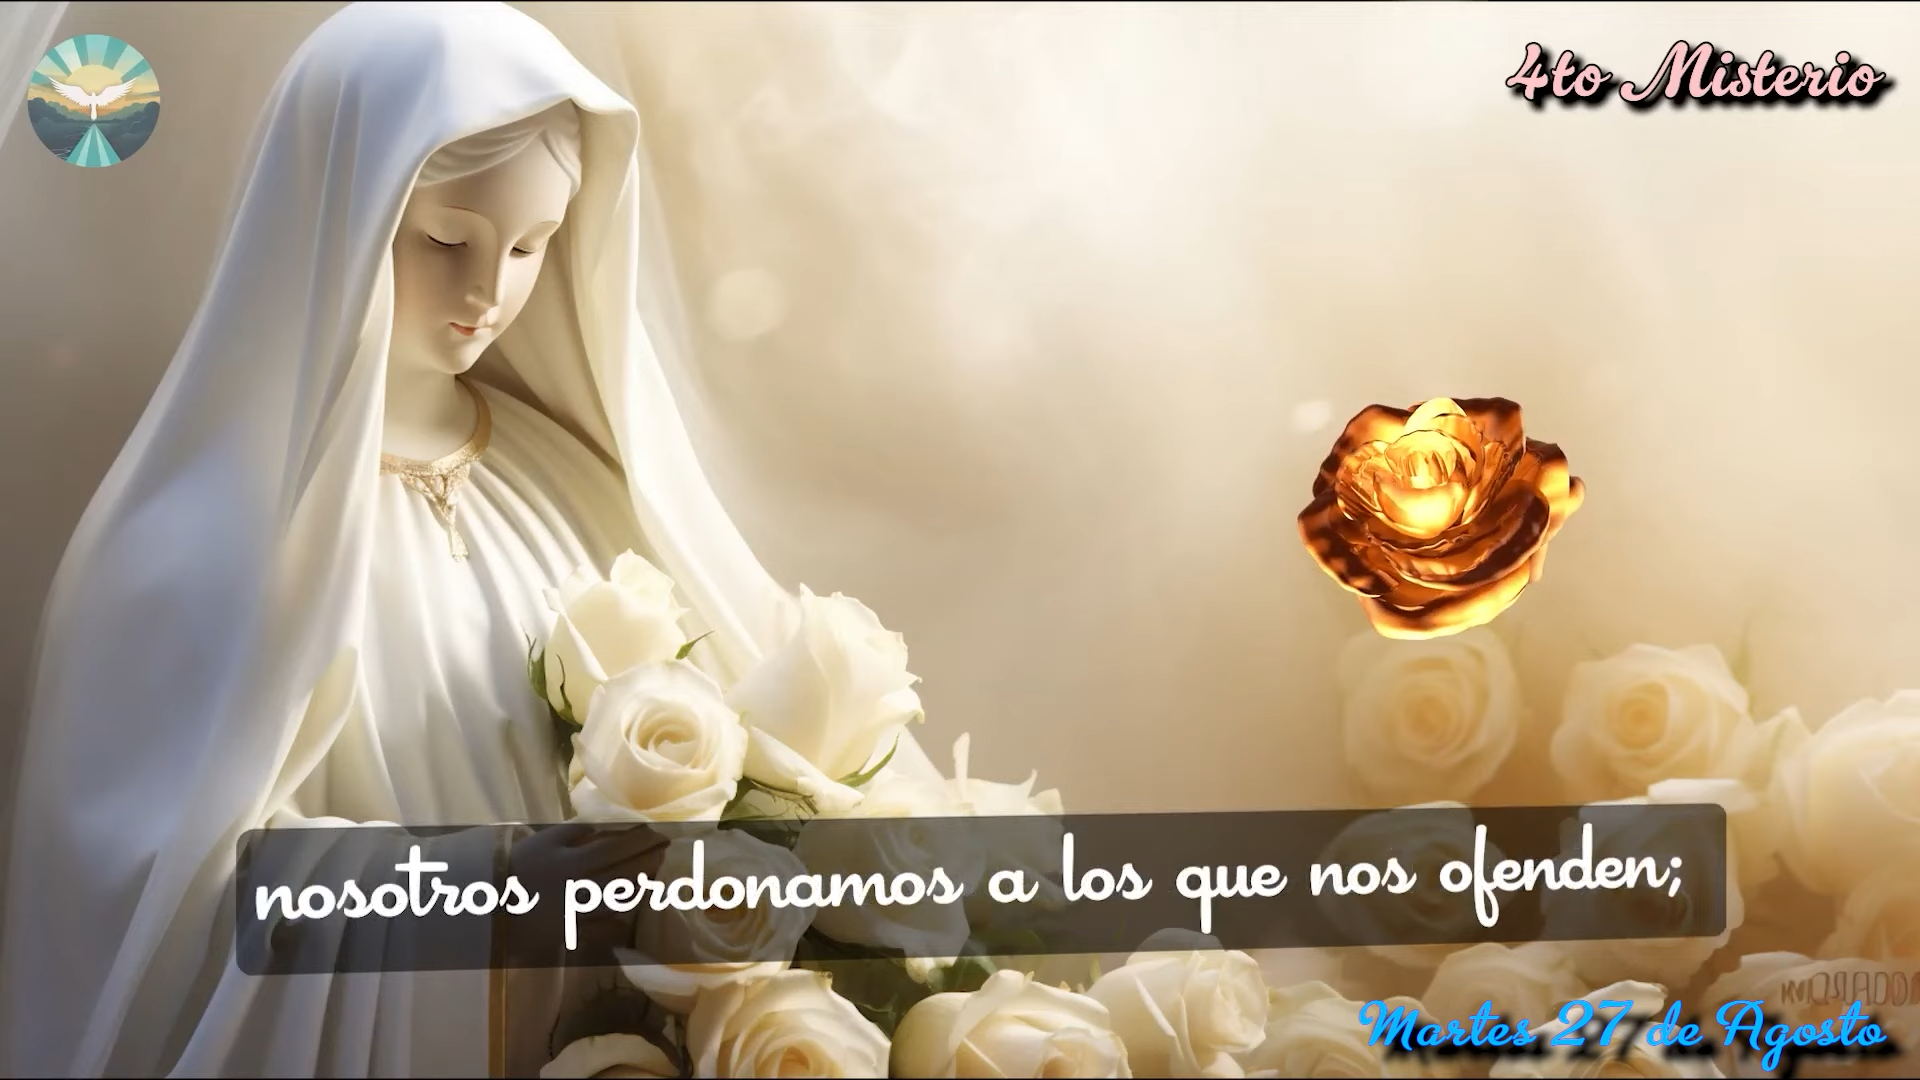 4to Misterio
nosotros perdonamos a los que nos ofenden;
Martes 27 de Agosto